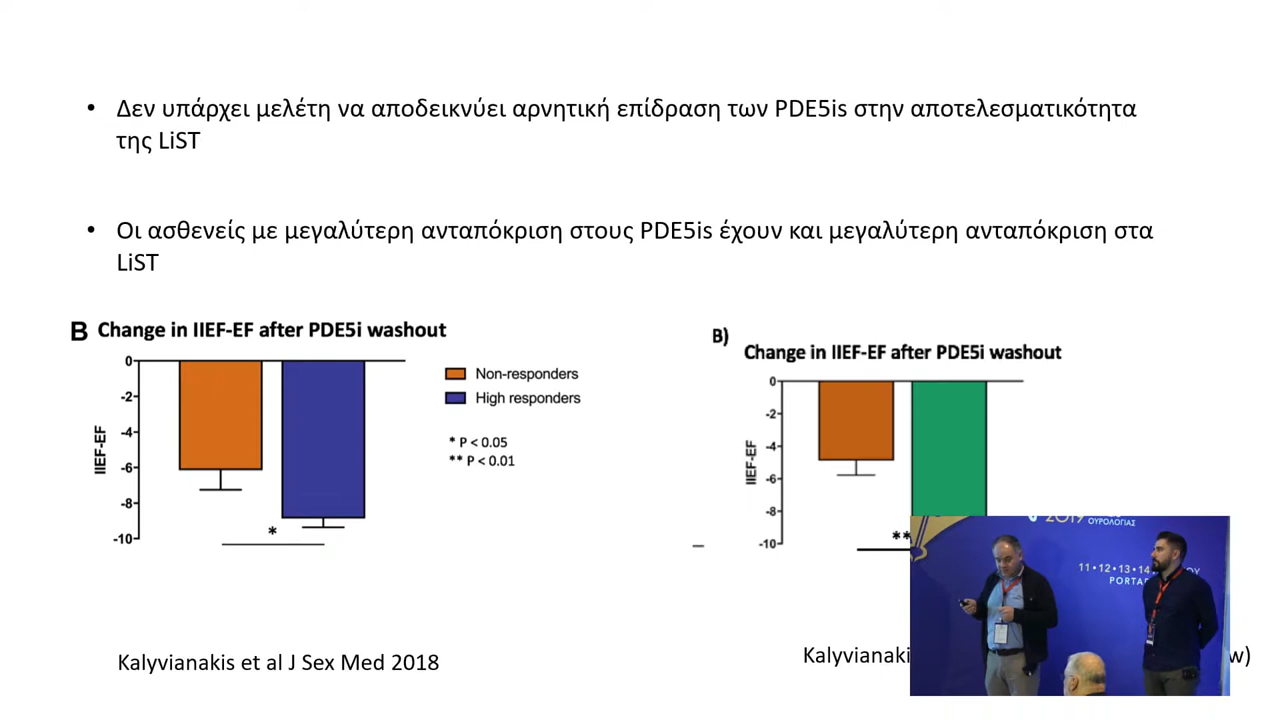 • Δεν υπάρχει μελέτη να αποδεικνύει αρνητική επίδραση των PDE5is στην αποτελεσματικότητα
της LiST
• Οι ασθενείς με μεγαλύτερη ανταπόκριση στους PDE5is έχουν και μεγαλύτερη ανταπόκριση στα
LiST
B Change in IIEF-EF after PDE5i washout
0
-2
-4
-6
-8
-10
IIEF-EF
*
Non-responders
High responders
* P < 0.05
** P < 0.01
B)
Change in IIEF-EF after PDE5i washout
0
-2
-4
-6
-8
-10
IIEF-EF
**
2019
ΟΥΡΟΛΟΓΙΑΣ
11 • 12 • 13 • 14
Kalyvianakis et al J Sex Med 2018